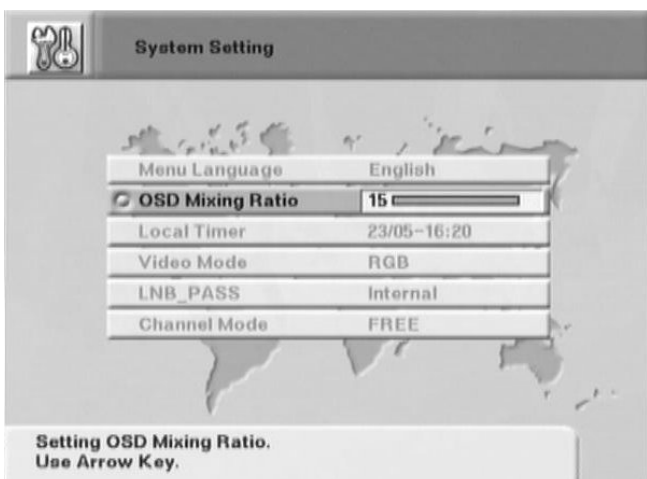 System Setting
Menu Language English
OSD Mixing Ratio 15
Local Timer 23/05-16:20
Video Mode RGB
LNB_PASS Internal
Channel Mode FREE
Setting OSD Mixing Ratio.
Use Arrow Key.